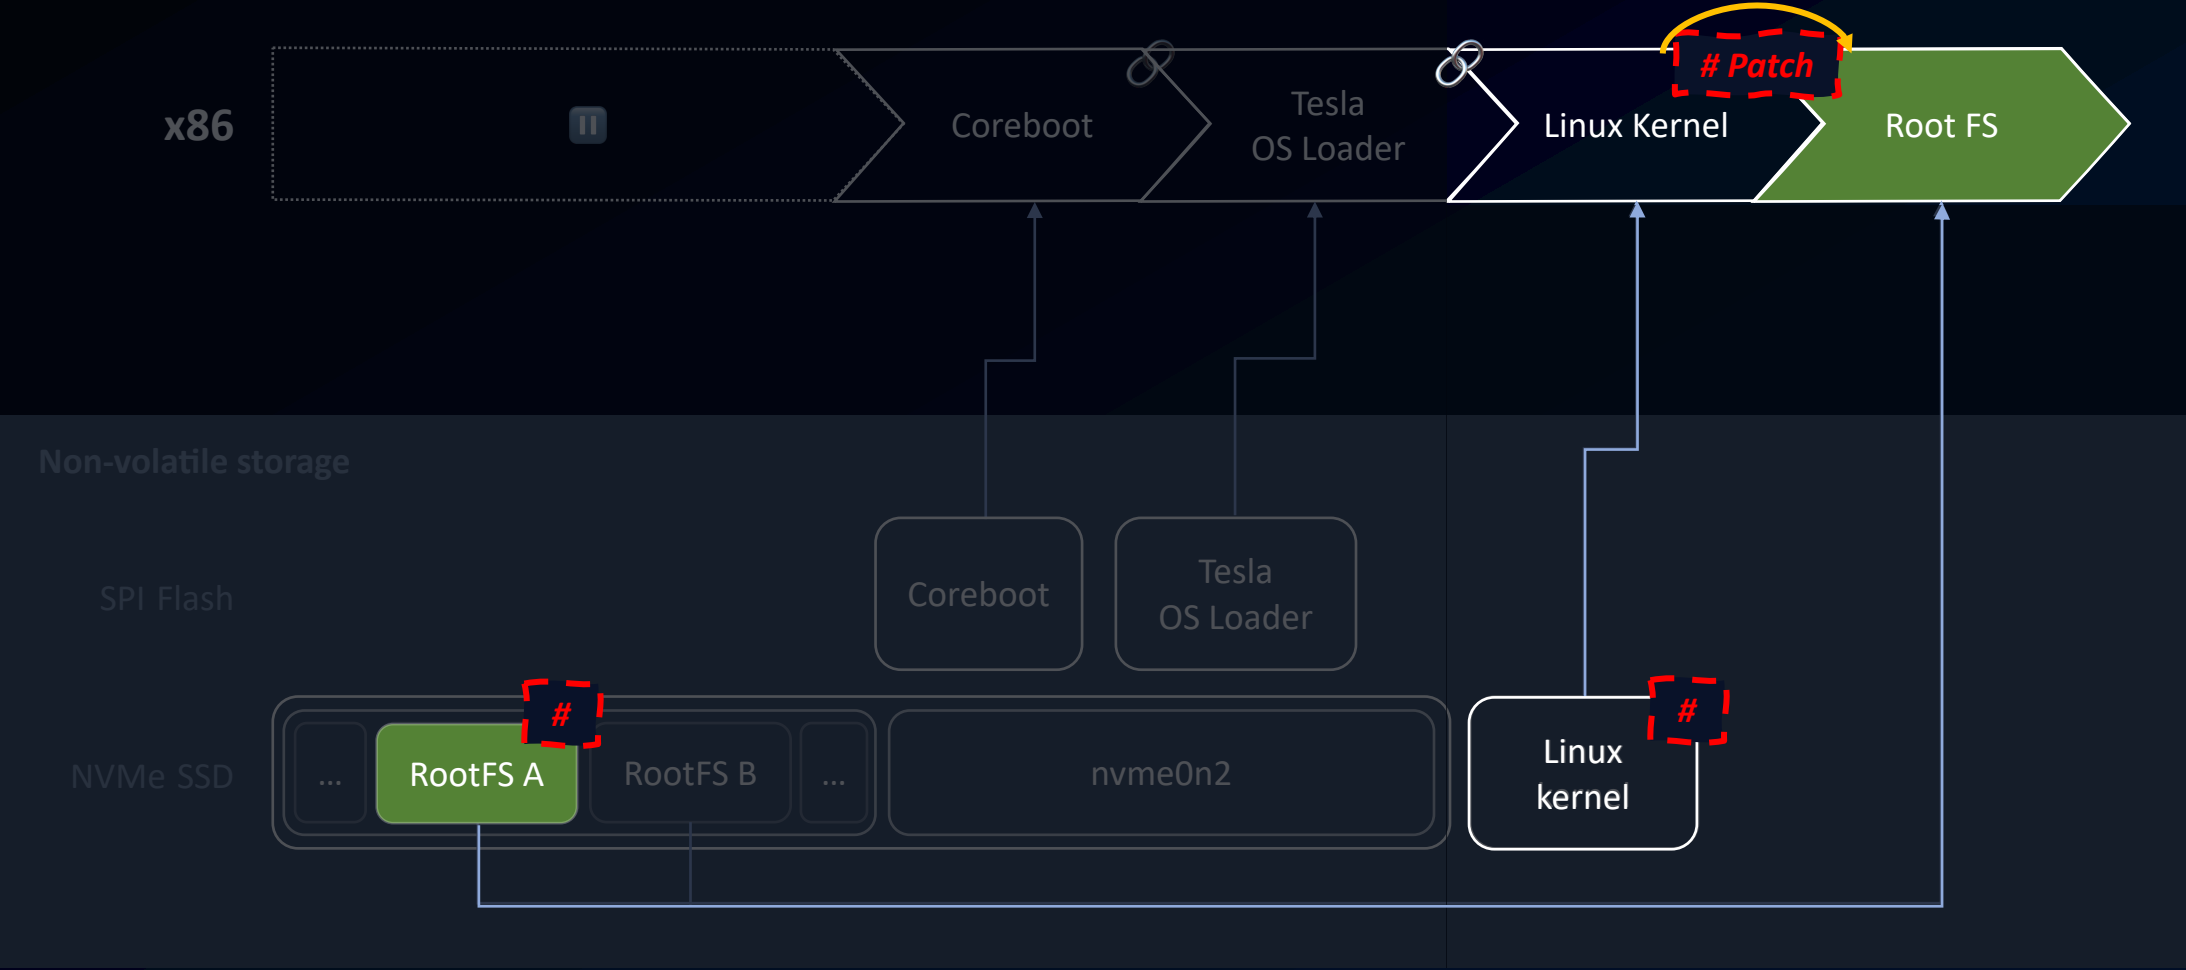 # Patch
x86
Coreboot
Tesla
OS Loader
Linux Kernel
Root FS
Non-volatile storage
SPI Flash
Coreboot
Tesla
OS Loader
NVMe SSD
...
RootFS A
#
RootFS B
...
nvme0n2
Linux
kernel
#